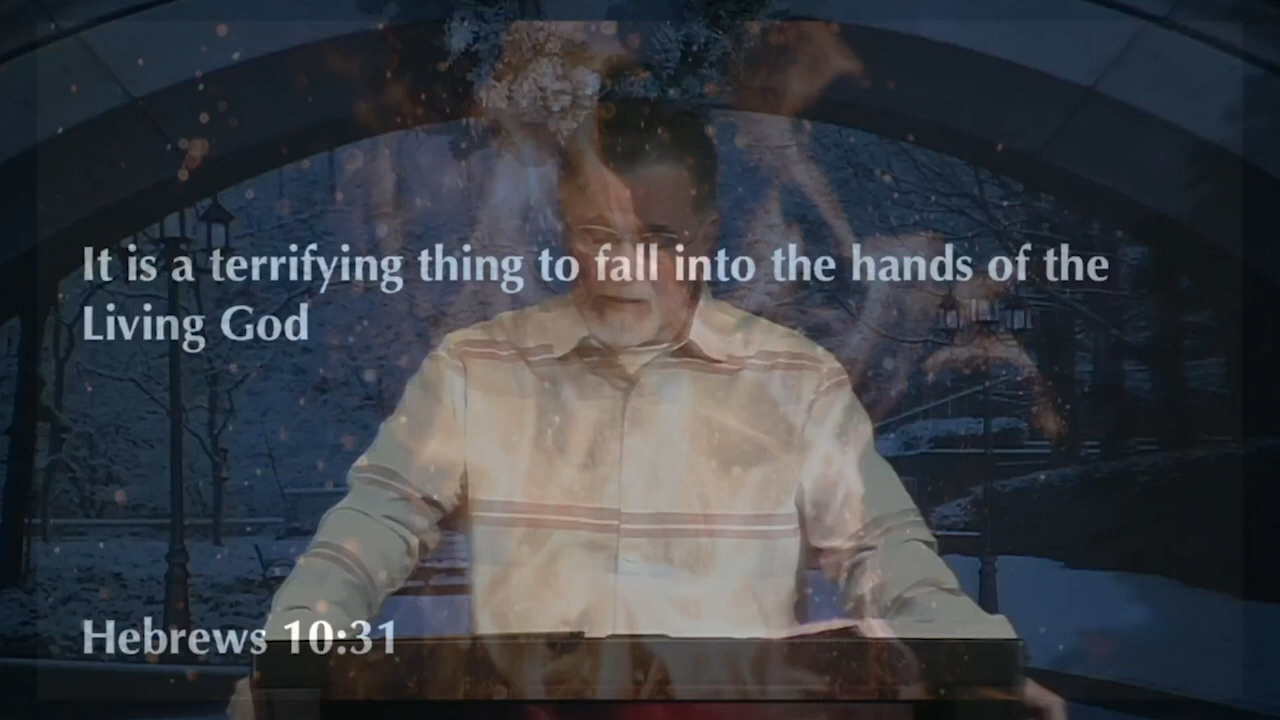 It is a terrifying thing to fall into the hands of the
Living God
Hebrews 10:31